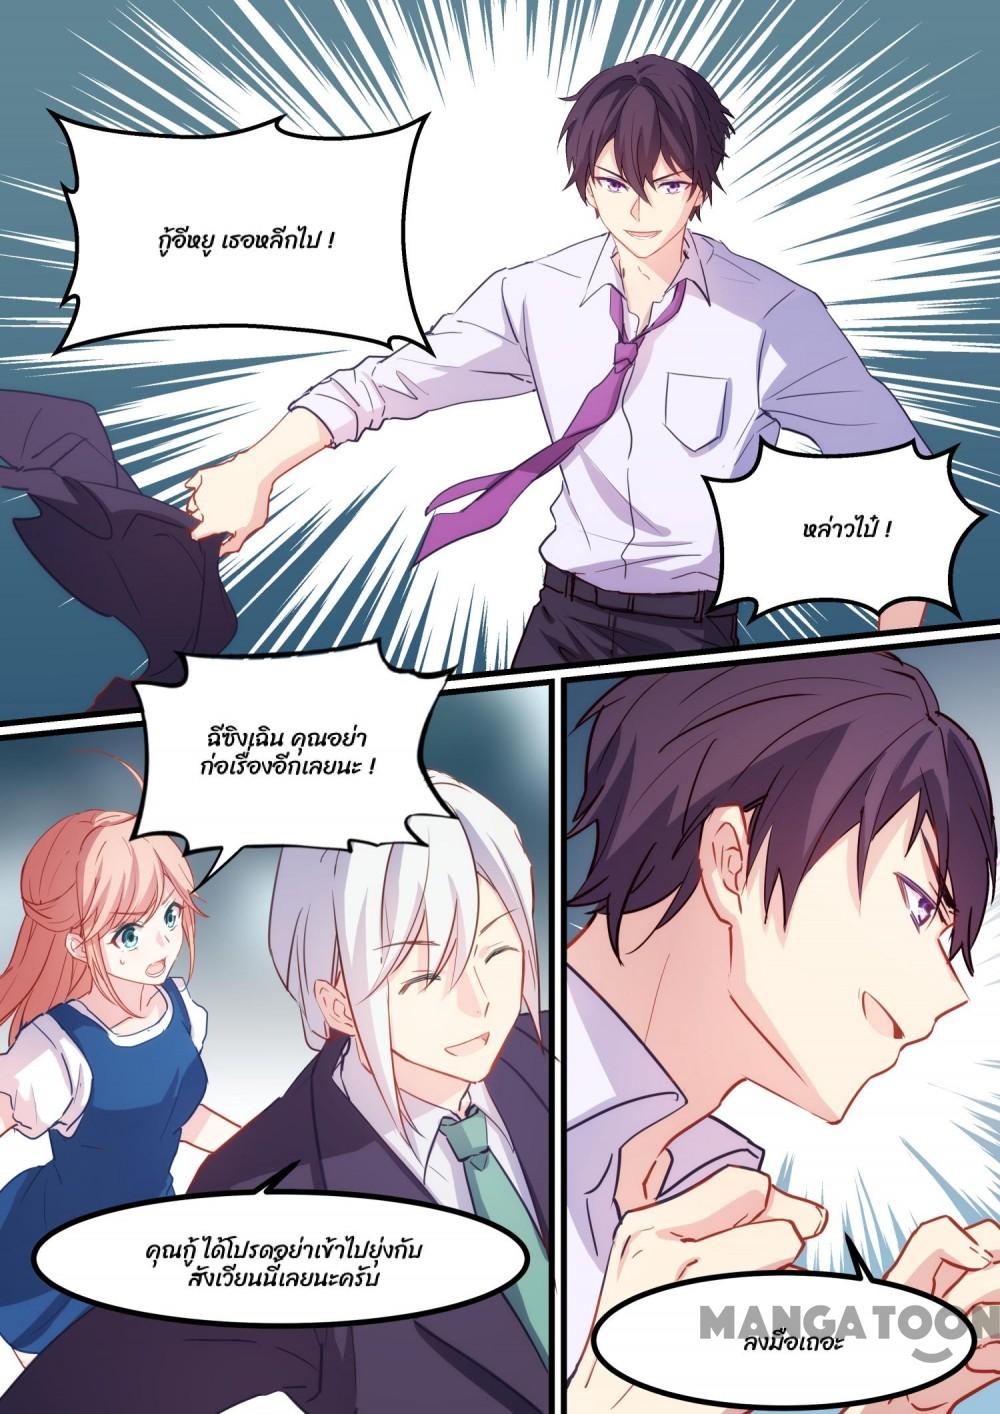 กู้อีหยู เธอหลีกไป !
หล่าวไป๋ !
ฉีซิงเฉิน คุณอย่า
ก่อเรื่องอีกเลยนะ !
คุณกู้ ได้โปรดอย่าเข้าไปยุ่งกับ
สังเวียนนี้เลยนะครับ
ลงมือเถอะ
MANGATOON